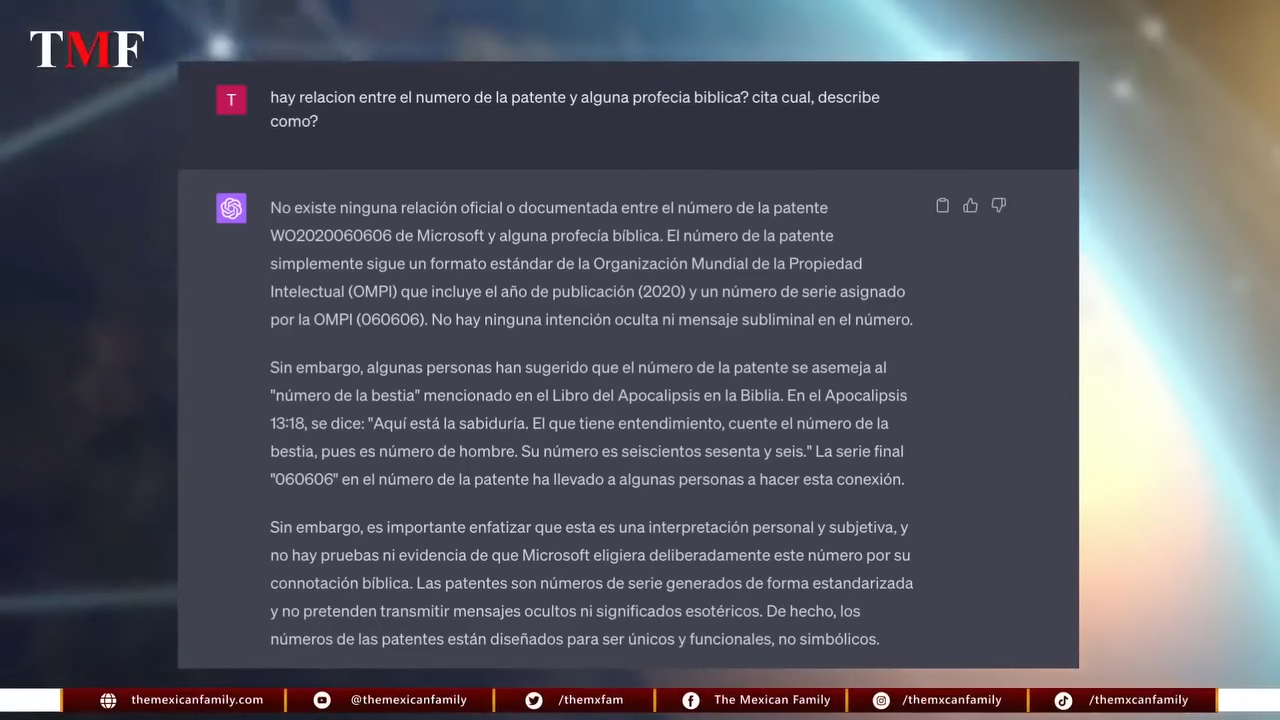 TMF
T
hay relacion entre el numero de la patente y alguna profecia biblica? cita cual, describe
como?
No existe ninguna relación oficial o documentada entre el número de la patente
WO2020060606 de Microsoft y alguna profecía bíblica. El número de la patente
simplemente sigue un formato estándar de la Organización Mundial de la Propiedad
Intelectual (OMPI) que incluye el año de publicación (2020) y un número de serie asignado
por la OMPI (060606). No hay ninguna intención oculta ni mensaje subliminal en el número.
Sin embargo, algunas personas han sugerido que el número de la patente se asemeja al
"número de la bestia" mencionado en el Libro del Apocalipsis en la Biblia. En el Apocalipsis
13:18, se dice: "Aquí está la sabiduría. El que tiene entendimiento, cuente el número de la
bestia, pues es número de hombre. Su número es seiscientos sesenta y seis." La serie final
"060606" en el número de la patente ha llevado a algunas personas a hacer esta conexión.
Sin embargo, es importante enfatizar que esta es una interpretación personal y subjetiva, y
no hay pruebas ni evidencia de que Microsoft eligiera deliberadamente este número por su
connotación bíblica. Las patentes son números de serie generados de forma estandarizada
y no pretenden transmitir mensajes ocultos ni significados esotéricos. De hecho, los
números de las patentes están diseñados para ser únicos y funcionales, no simbólicos.
themexicanfamily.com @themexicanfamily /themxfam The Mexican Family /themxcanfamily /themxcanfamily